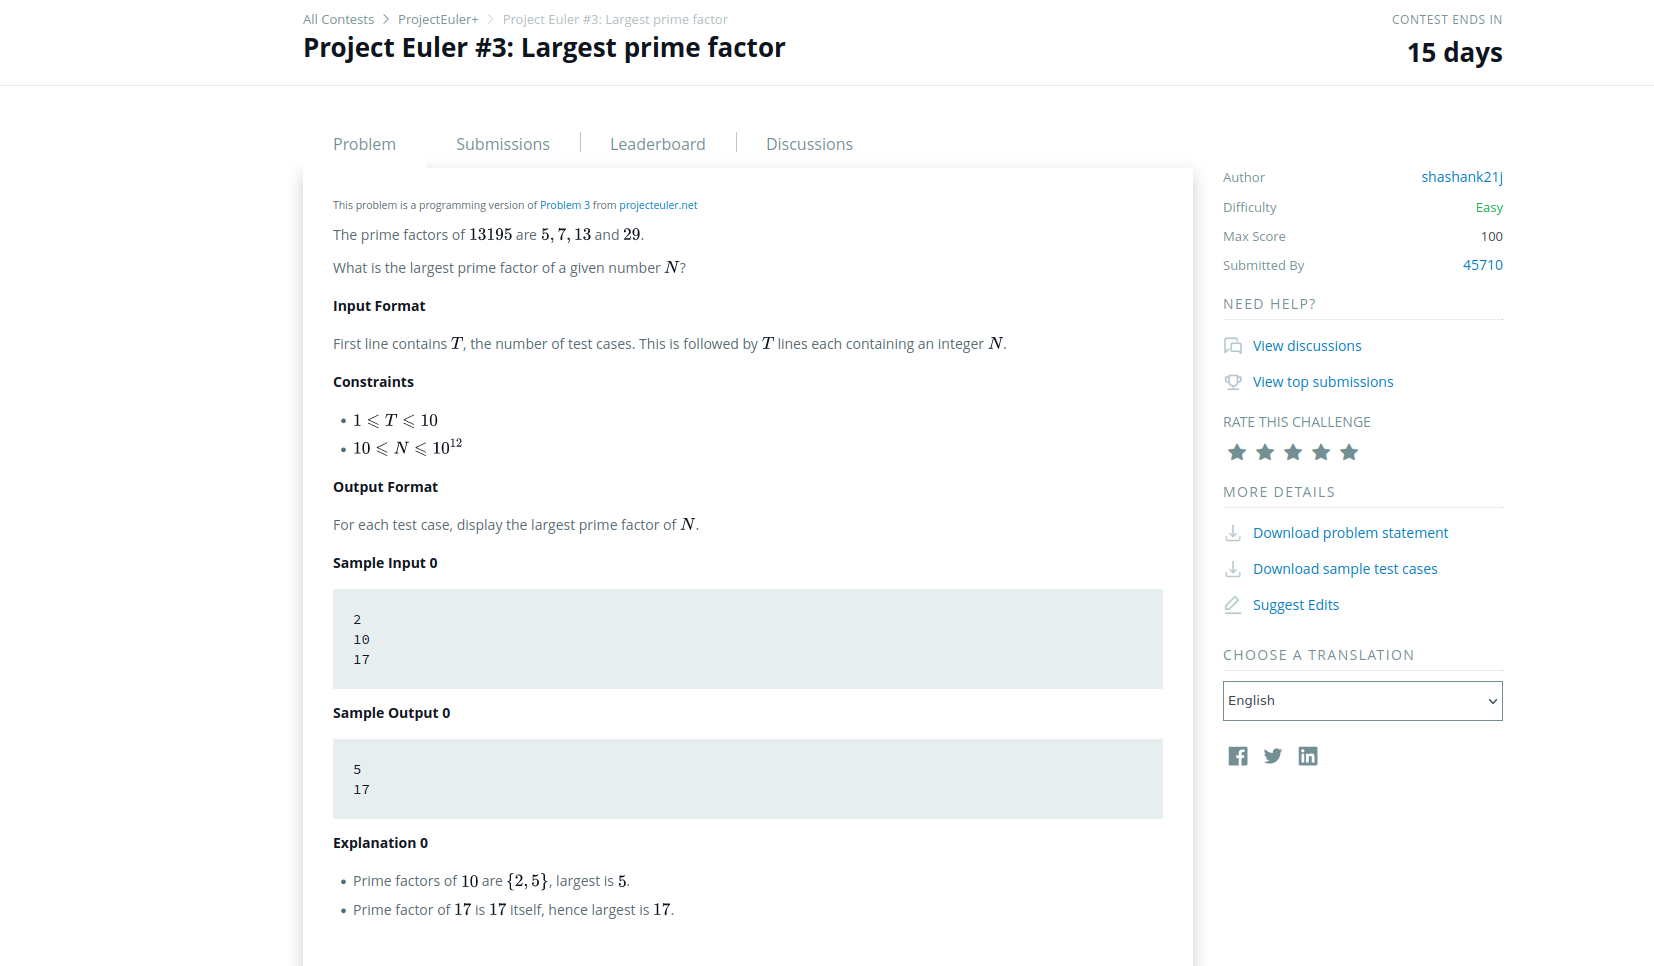 All Contests > ProjectEuler+ > Project Euler #3: Largest prime factor
CONTEST ENDS IN
Project Euler #3: Largest prime factor
15 days
Problem
Submissions
Leaderboard
Discussions
This problem is a programming version of Problem 3 from projecteuler.net
The prime factors of 13195 are 5, 7, 13 and 29.
What is the largest prime factor of a given number N?
Input Format
First line contains T, the number of test cases. This is followed by T lines each containing an integer N.
Constraints
• 1 ⩽ T ⩽ 10
• 10 ⩽ N ⩽ 10¹²
Output Format
For each test case, display the largest prime factor of N.
Sample Input 0
2
10
17
Sample Output 0
5
17
Explanation 0
• Prime factors of 10 are {2, 5}, largest is 5.
• Prime factor of 17 is 17 itself, hence largest is 17.
Author shashank21j
Difficulty Easy
Max Score 100
Submitted By 45710
NEED HELP?
View discussions
View top submissions
RATE THIS CHALLENGE
MORE DETAILS
Download problem statement
Download sample test cases
Suggest Edits
CHOOSE A TRANSLATION
English